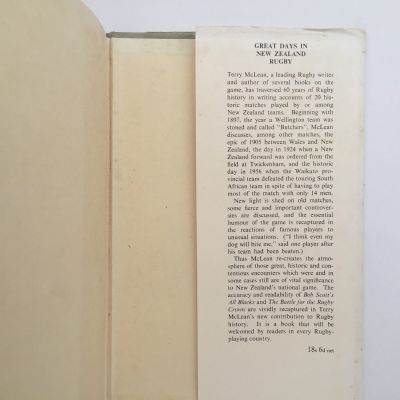 GREAT DAYS IN
NEW ZEALAND
RUGBY
Terry McLean, a leading Rugby writer
and author of several books on the
game, has traversed 60 years of Rugby
history in writing accounts of 20 his-
toric matches played by or among
New Zealand teams. Beginning with
1897, the year a Wellington team was
stoned and called "Butchers", McLean
discusses, among other matches, the
epic of 1905 between Wales and New
Zealand, the day in 1924 when a New
Zealand forward was ordered from the
field at Twickenham, and the historic
day in 1956 when the Waikato pro-
vincial team defeated the touring South
African team in spite of having to play
most of the match with only 14 men.
New light is shed on old matches,
some fierce and important controver-
sies are discussed, and the essential
humour of the game is recaptured in
the reactions of famous players to
unusual situations. ("I think even my
dog will bite me," said one player after
his team had been beaten.)
Thus McLean re-creates the atmo-
sphere of those great, historic and con-
tentious encounters which were and in
some cases still are of vital significance
to New Zealand's national game. The
accuracy and readability of Bob Scott's
All Blacks and The Battle for the Rugby
Crown are vividly recaptured in Terry
McLean's new contribution to Rugby
history. It is a book that will be
welcomed by readers in every Rugby-
playing country.
18s 6d net